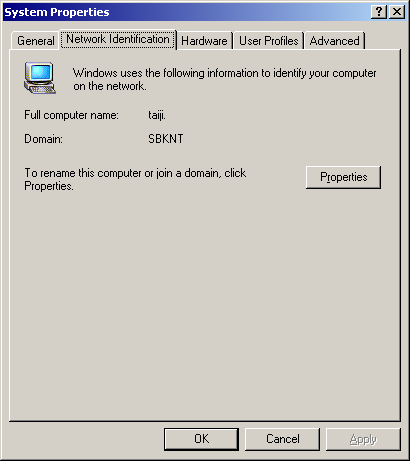 System Properties
General Network Identification Hardware User Profiles Advanced
Windows uses the following information to identify your computer
on the network.
Full computer name: taiji.
Domain: SBKNT
To rename this computer or join a domain, click
Properties.
Properties
OK Cancel Apply